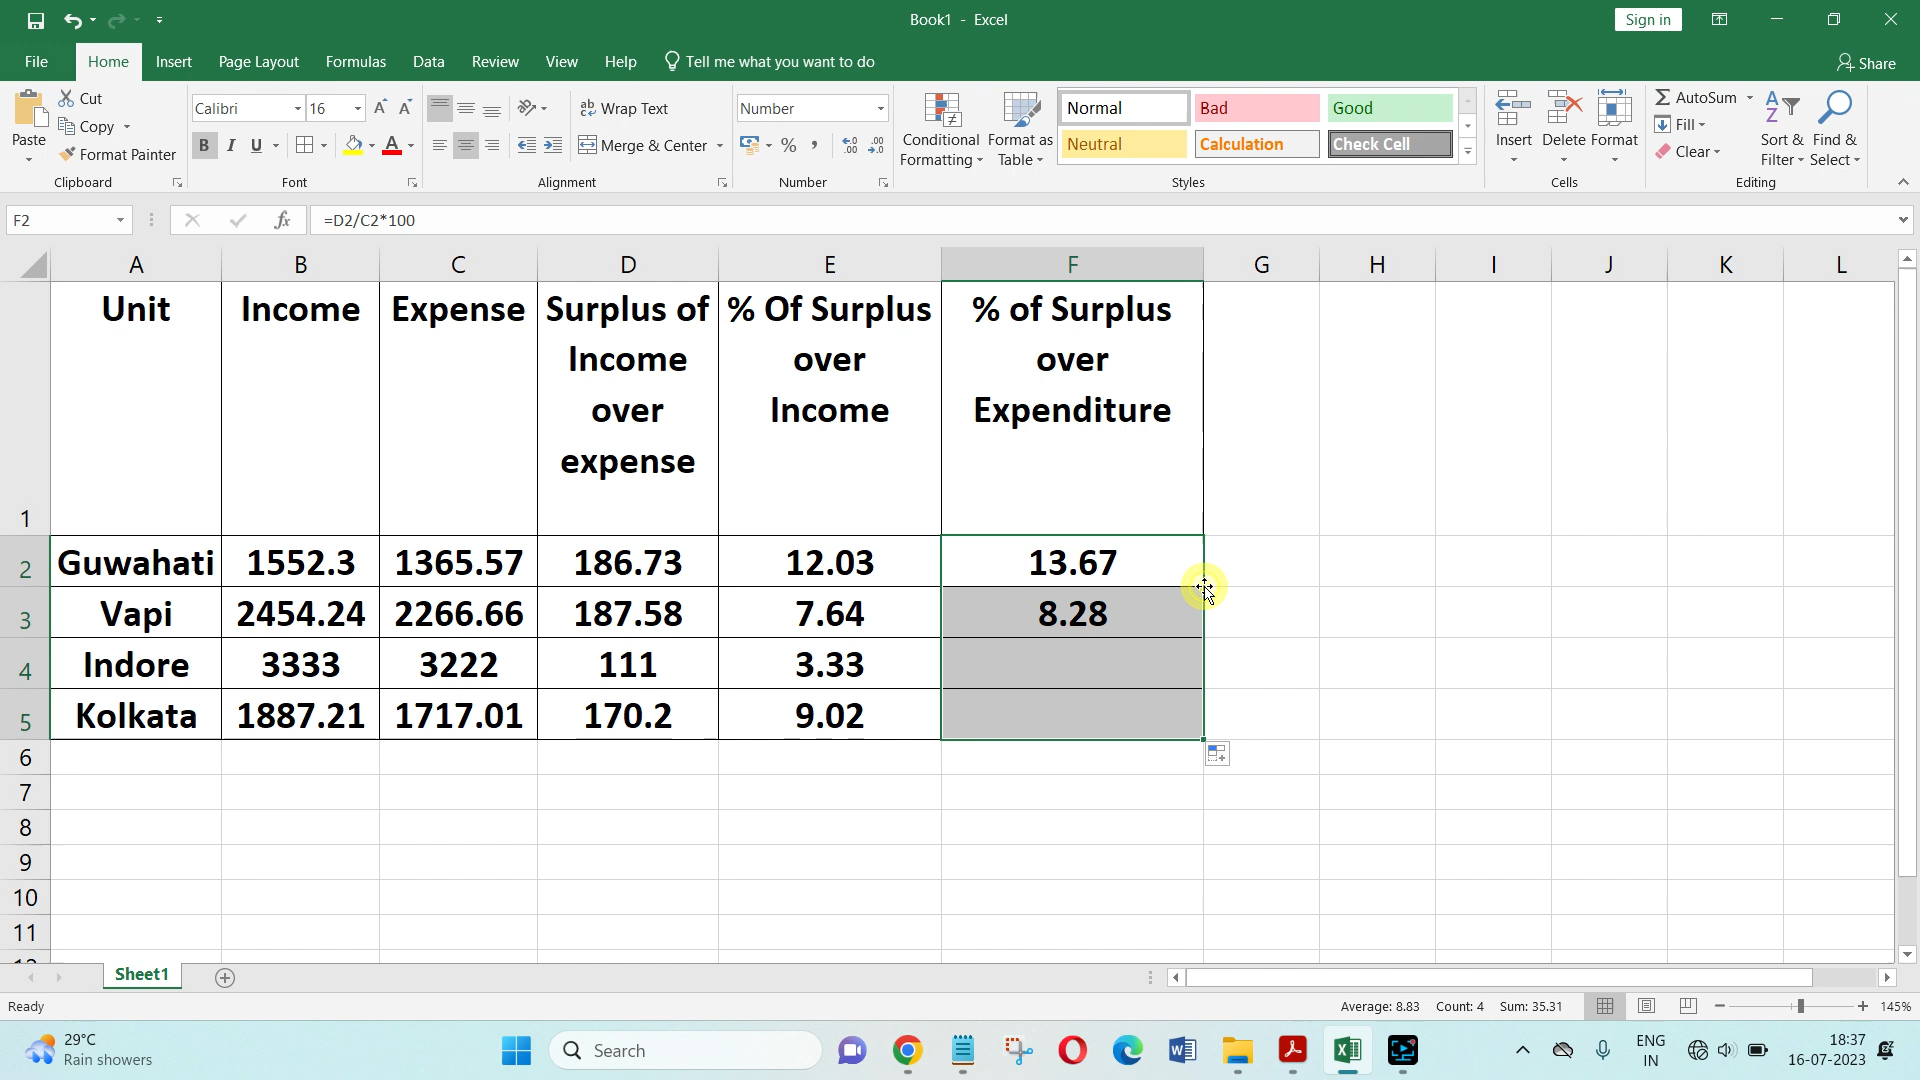 Book1 - Excel
Sign in
File Home Insert Page Layout Formulas Data Review View Help Tell me what you want to do
Share
Paste
Cut
Copy
Format Painter
Clipboard
Calibri 16
B I U
Font
Wrap Text
Merge & Center
Alignment
Number
Number
Conditional Formatting
Format as Table
Normal Bad Good
Neutral Calculation Check Cell
Styles
Insert Delete Format
Cells
AutoSum
Fill
Clear
Sort & Filter
Find & Select
Editing
F2 fx =D2/C2*100
A B C D E F G H I J K L
1
Unit
Income
Expense
Surplus of
Income
over
expense
% Of Surplus
over
Income
% of Surplus
over
Expenditure
2 Guwahati 1552.3 1365.57 186.73 12.03 13.67
3 Vapi 2454.24 2266.66 187.58 7.64 8.28
4 Indore 3333 3222 111 3.33
5 Kolkata 1887.21 1717.01 170.2 9.02
6
7
8
9
10
11
Sheet1
Ready
Average: 8.83 Count: 4 Sum: 35.31
145%
29°C
Rain showers
Search
ENG
IN
18:37
16-07-2023